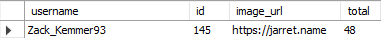 username id image_url total
Zack_Kemmer93 145 https://jarret.name 48